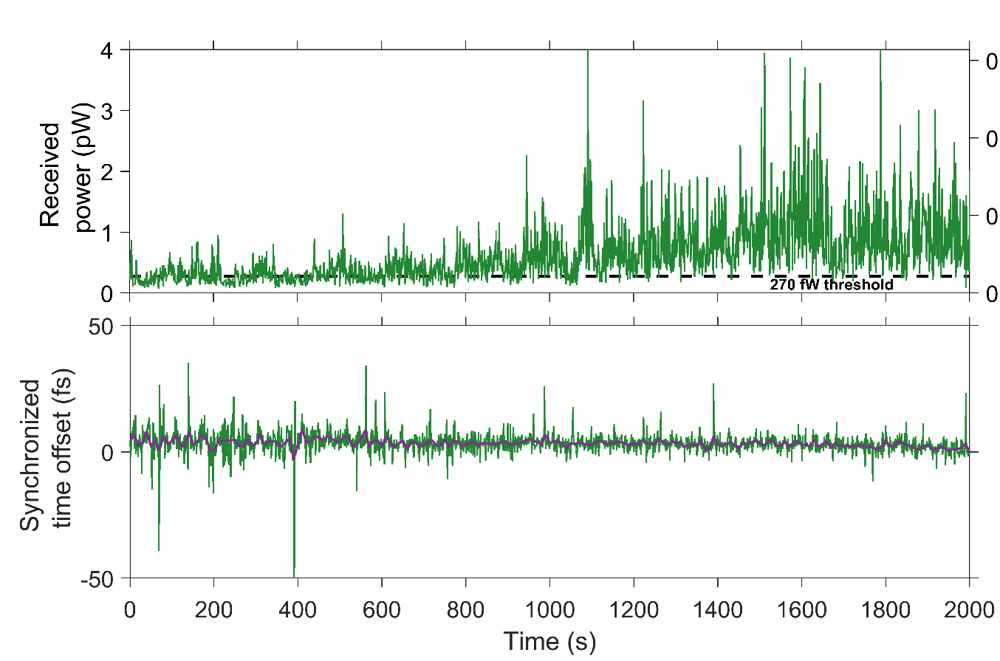 4
3
2
1
0
Received
power (pW)
0
0
0
0
270 fW threshold
50
0
-50
Synchronized
time offset (fs)
0 200 400 600 800 1000 1200 1400 1600 1800 2000
Time (s)